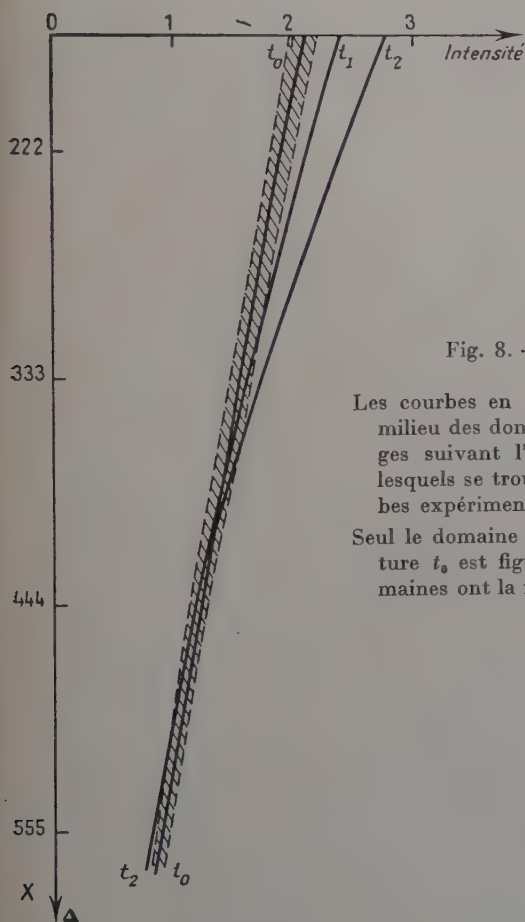 0 1 2 3
t₀ t₁ t₂ Intensité
222
333
Fig. 8. -
Les courbes en
milieu des dom
ges suivant l'
lesquels se trou
bes expérimen
Seul le domaine
ture t₀ est fig
maines ont la
444
555
t₂ t₀
X